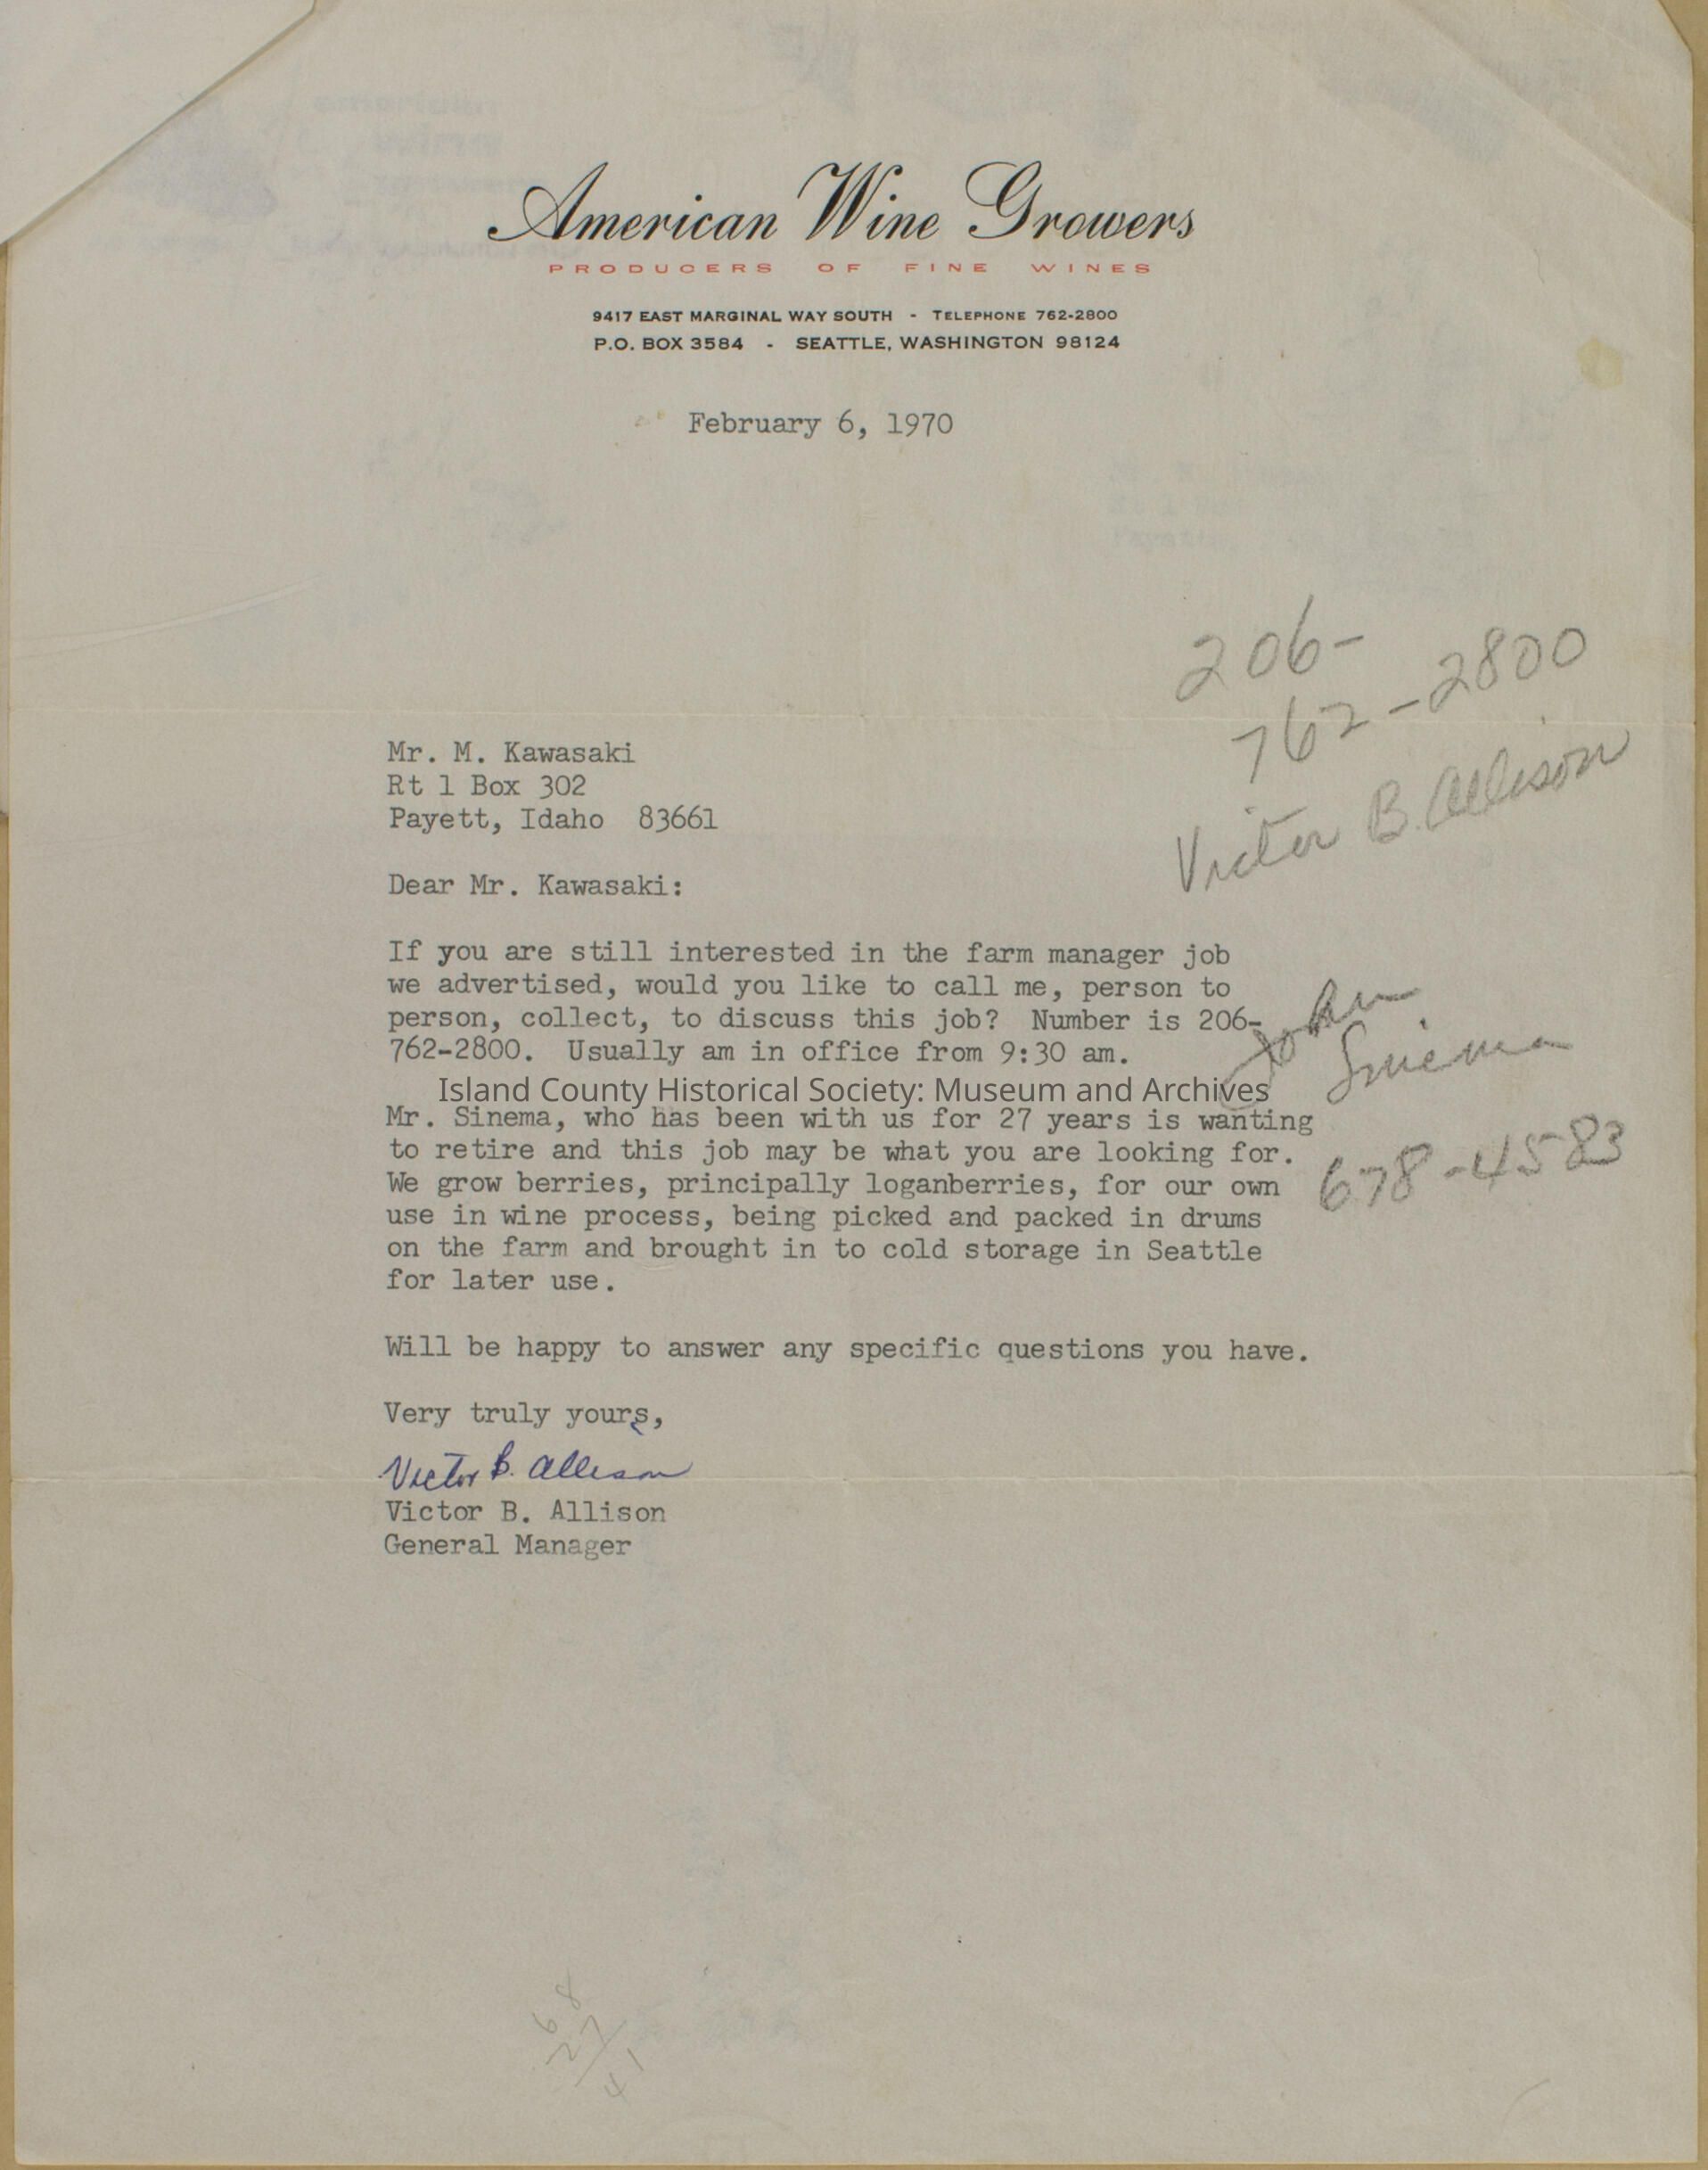 American Wine Growers
PRODUCERS OF FINE WINES
9417 EAST MARGINAL WAY SOUTH - TELEPHONE 762-2800
P.O. BOX 3584 - SEATTLE, WASHINGTON 98124
February 6, 1970
206-
762-2800
Victor B. Allison
Mr. M. Kawasaki
Rt 1 Box 302
Payett, Idaho 83661
Dear Mr. Kawasaki:
If you are still interested in the farm manager job
we advertised, would you like to call me, person to
person, collect, to discuss this job? Number is 206-
762-2800. Usually am in office from 9:30 am.
John
Sinema
Island County Historical Society: Museum and Archives
Mr. Sinema, who has been with us for 27 years is wanting
to retire and this job may be what you are looking for.
We grow berries, principally loganberries, for our own
use in wine process, being picked and packed in drums
on the farm and brought in to cold storage in Seattle
for later use.
678-4583
Will be happy to answer any specific questions you have.
Very truly yours,
Victor B. Allison
Victor B. Allison
General Manager
68
27
41